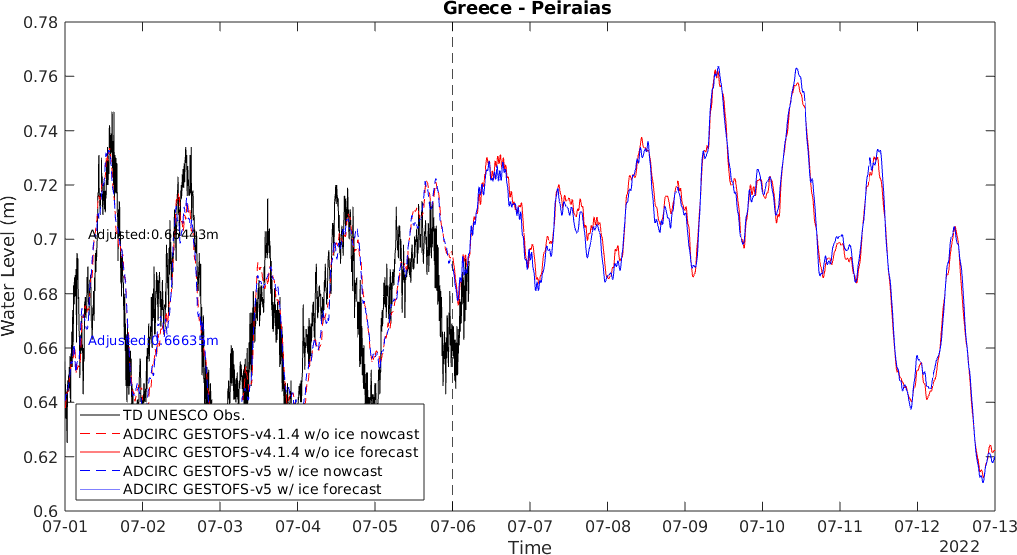 Greece - Peiraias
Water Level (m)
0.78
0.76
0.74
0.72
0.7
0.68
0.66
0.64
0.62
0.6
Adjusted:0.66443m
Adjusted:0.66635m
TD UNESCO Obs.
ADCIRC GESTOFS-v4.1.4 w/o ice nowcast
ADCIRC GESTOFS-v4.1.4 w/o ice forecast
ADCIRC GESTOFS-v5 w/ ice nowcast
ADCIRC GESTOFS-v5 w/ ice forecast
07-01 07-02 07-03 07-04 07-05 07-06 07-07 07-08 07-09 07-10 07-11 07-12 07-13
Time
2022